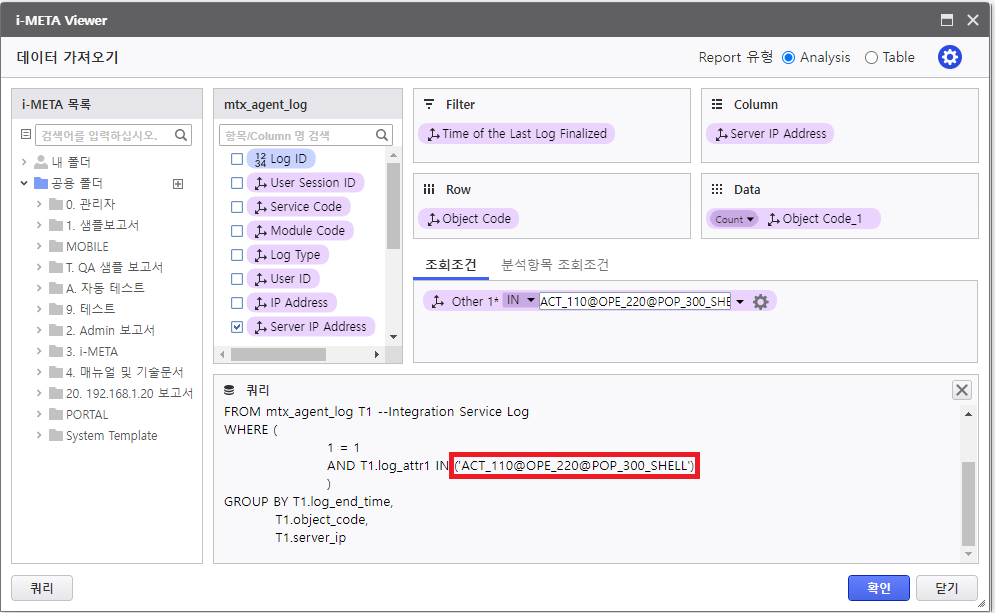 i-META Viewer
데이터 가져오기
Report 유형 Analysis Table
i-META 목록
검색어를 입력하십시오.
내 폴더
공용 폴더
0. 관리자
1. 샘플보고서
MOBILE
T. QA 샘플 보고서
A. 자동 테스트
9. 테스트
2. Admin 보고서
3. i-META
4. 매뉴얼 및 기술문서
20. 192.168.1.20 보고서
PORTAL
System Template
mtx_agent_log
항목/Column 명 검색
1234 Log ID
User Session ID
Service Code
Module Code
Log Type
User ID
IP Address
Server IP Address
Filter
Time of the Last Log Finalized
Column
Server IP Address
Row
Object Code
Data
Count Object Code_1
조회조건 분석항목 조회조건
Other 1* IN ACT_110@OPE_220@POP_300_SHE
쿼리
FROM mtx_agent_log T1 --Integration Service Log
WHERE (
1 = 1
AND T1.log_attr1 IN ('ACT_110@OPE_220@POP_300_SHELL')
)
GROUP BY T1.log_end_time,
T1.object_code,
T1.server_ip
쿼리 확인 닫기